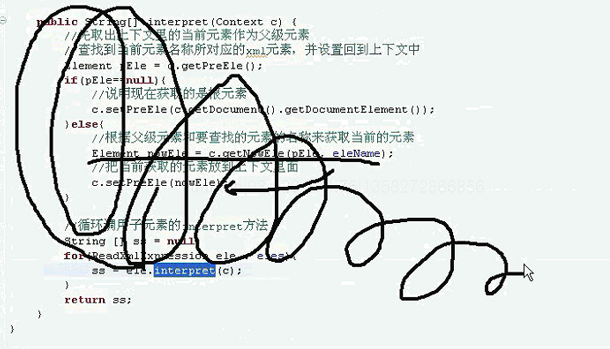 public String[] interpret(Context c) {
//先取出上下文里的当前元素作为父级元素
//查找到当前元素名称所对应的xml元素，并设置回到上下文中
Element pEle = c.getPreEle();
if(pEle==null){
//说明现在获取的是根元素
c.setPreEle(c.getDocument().getDocumentElement());
}else{
//根据父级元素和要查找的元素的名称来获取当前的元素
Element nowEle = c.getNowEle(pEle, eleName);
//把当前获取的元素放到上下文里面
c.setPreEle(nowEle);
}
//循环调用子元素的interpret方法
String [] ss = null
for(ReadXmlExpression ele : eles){
ss = ele.interpret(c);
}
return ss;
}
}